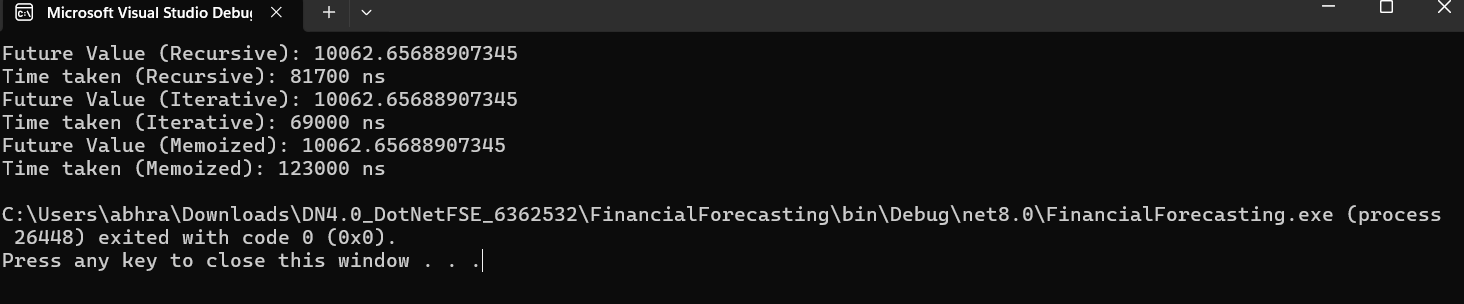 Microsoft Visual Studio Debug
Future Value (Recursive): 10062.65688907345
Time taken (Recursive): 81700 ns
Future Value (Iterative): 10062.65688907345
Time taken (Iterative): 69000 ns
Future Value (Memoized): 10062.65688907345
Time taken (Memoized): 123000 ns
C:\Users\abhra\Downloads\DN4.0_DotNetFSE_6362532\FinancialForecasting\bin\Debug\net8.0\FinancialForecasting.exe (process
26448) exited with code 0 (0x0).
Press any key to close this window . . .